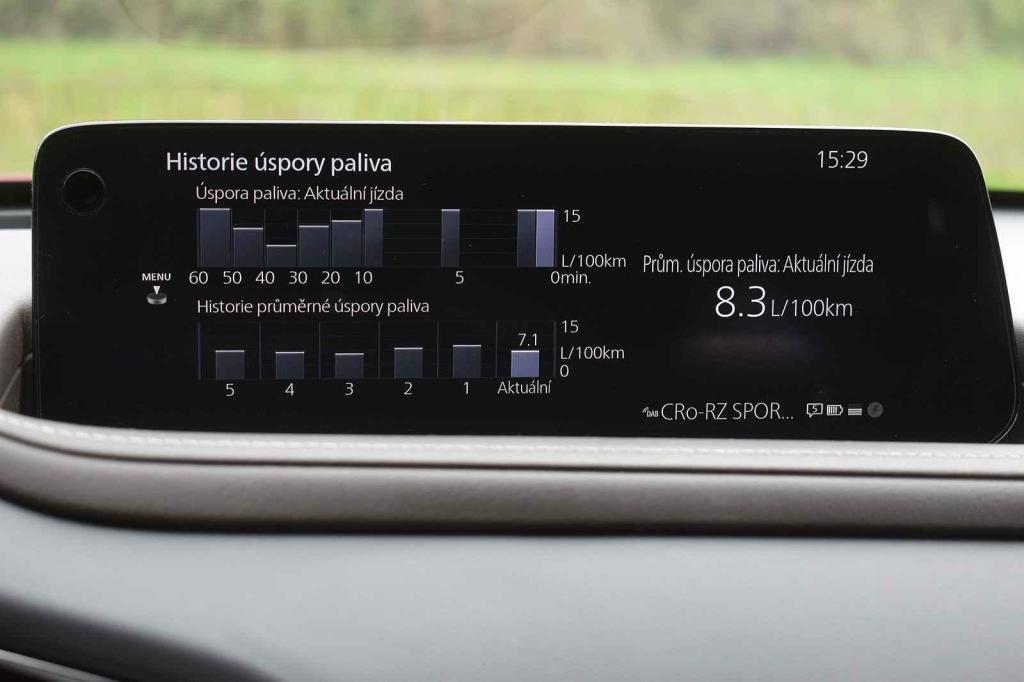 Historie úspory paliva
15:29
Úspora paliva: Aktuální jízda
15
L/100km
60 50 40 30 20 10 5 0min.
MENU
Historie průměrné úspory paliva
15
7.1
L/100km
0
5 4 3 2 1 Aktuální
Prům. úspora paliva: Aktuální jízda
8.3 L/100km
DAB CRo-RZ SPOR...